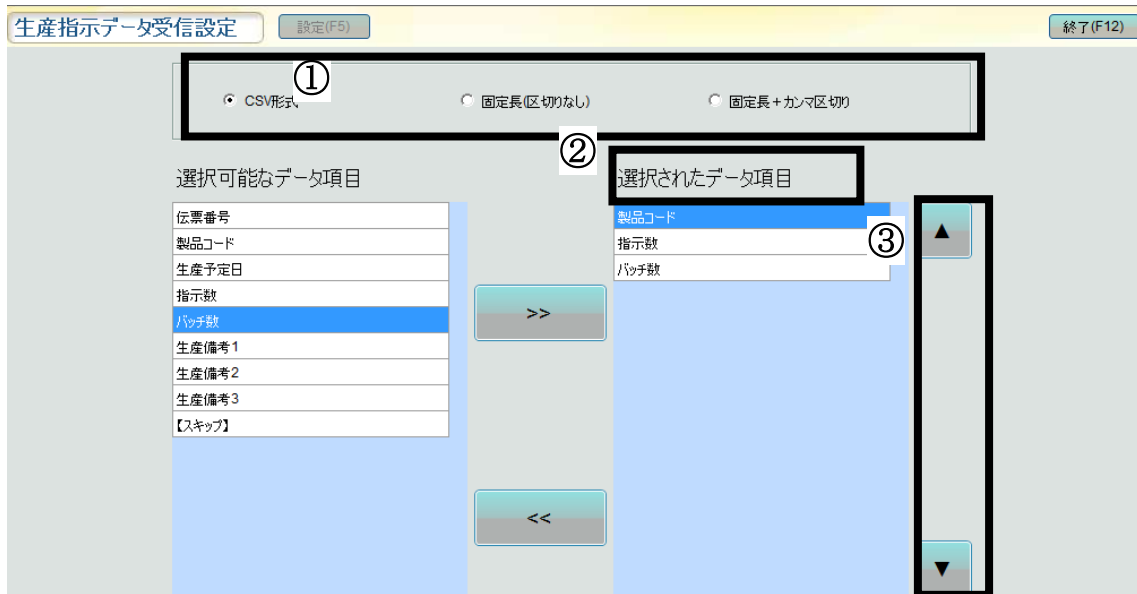 生産指示データ受信設定 設定(F5) 終了(F12)
①
CSV形式 固定長(区切りなし) 固定長+カンマ区切り
②
選択可能なデータ項目 選択されたデータ項目
伝票番号 製品コード ▲
製品コード 指示数 ③
生産予定日 バッチ数
指示数
>>
バッチ数
生産備考1
生産備考2
生産備考3
【スキップ】
<<
▼